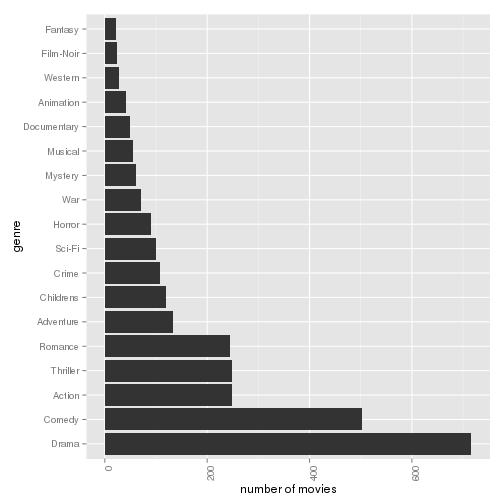 Fantasy
Film-Noir
Western
Animation
Documentary
Musical
Mystery
War
Horror
Sci-Fi
Crime
Childrens
Adventure
Romance
Thriller
Action
Comedy
Drama
genre
0
200
400
600
number of movies